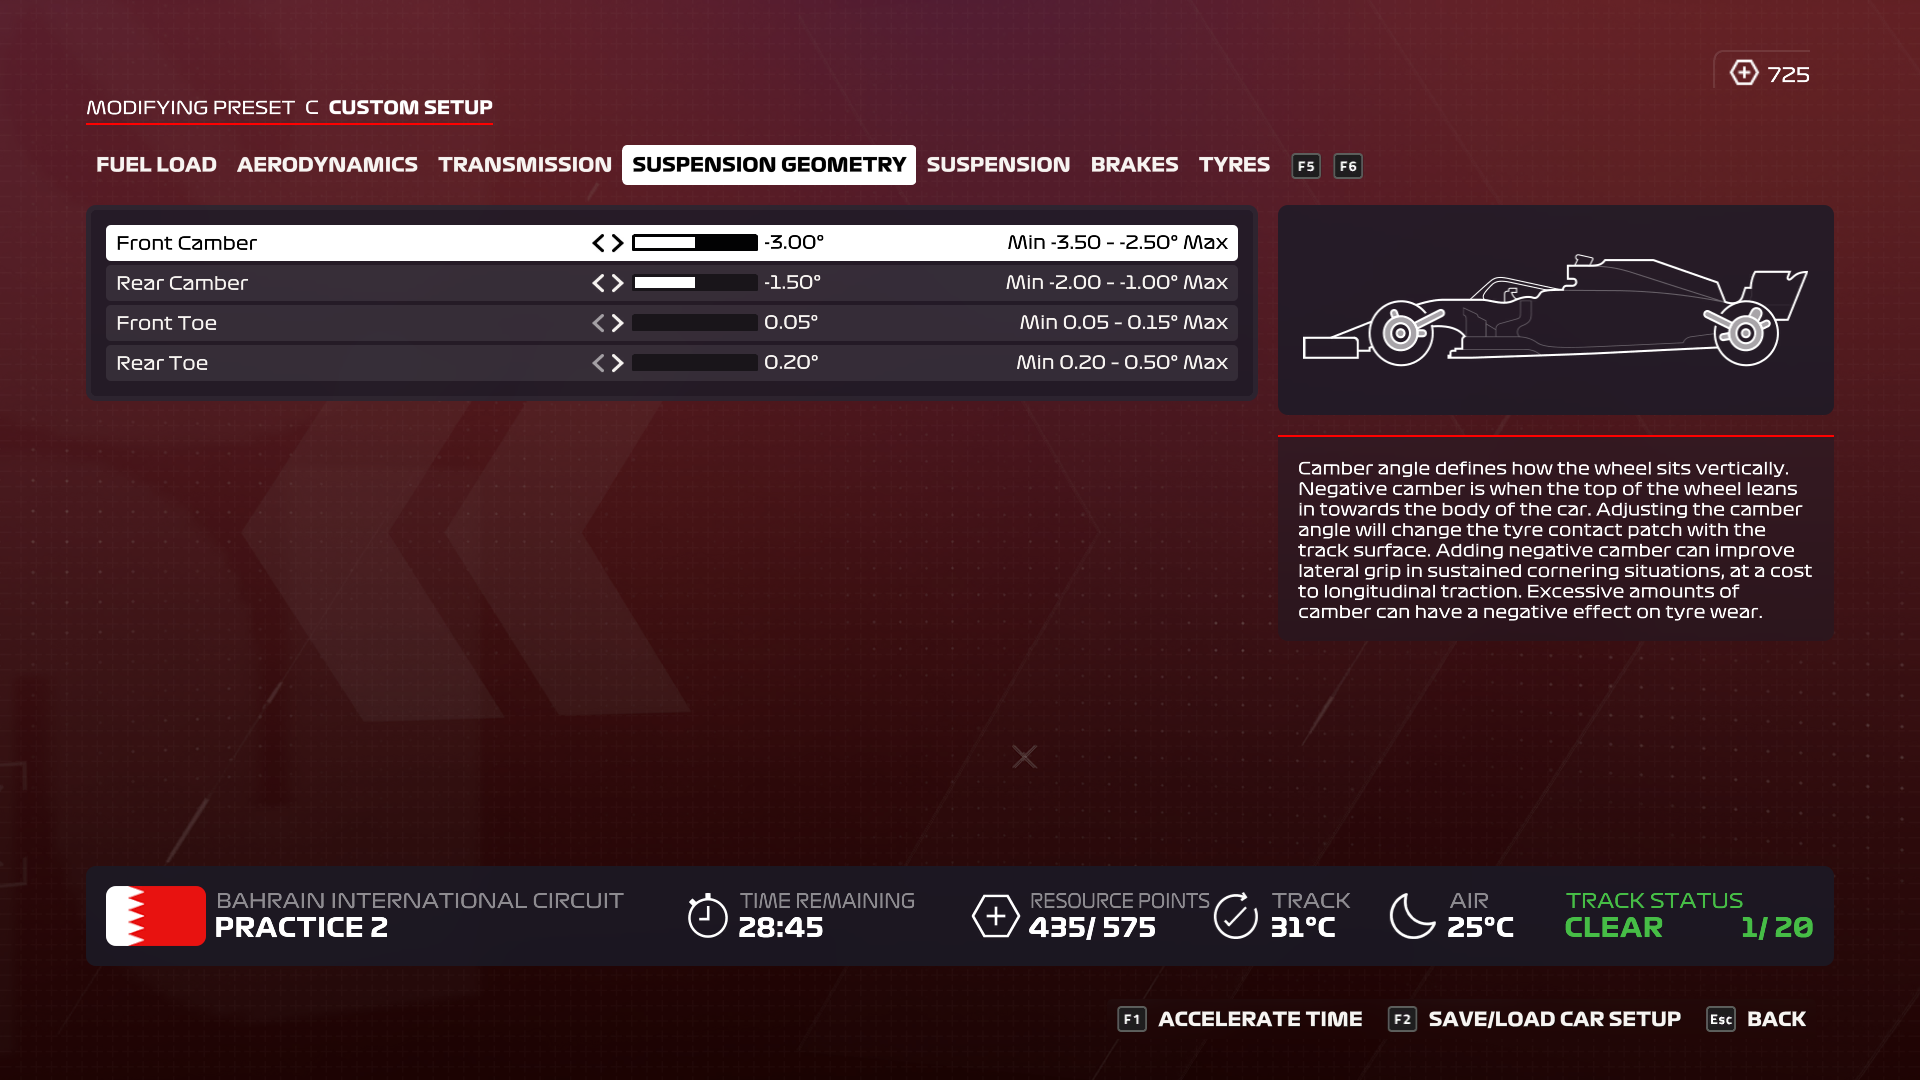 725
MODIFYING PRESET C CUSTOM SETUP
FUEL LOAD AERODYNAMICS TRANSMISSION SUSPENSION GEOMETRY SUSPENSION BRAKES TYRES F5 F6
Front Camber -3.00° Min -3.50 - -2.50° Max
Rear Camber -1.50° Min -2.00 - -1.00° Max
Front Toe 0.05° Min 0.05 - 0.15° Max
Rear Toe 0.20° Min 0.20 - 0.50° Max
Camber angle defines how the wheel sits vertically.
Negative camber is when the top of the wheel leans
in towards the body of the car. Adjusting the camber
angle will change the tyre contact patch with the
track surface. Adding negative camber can improve
lateral grip in sustained cornering situations, at a cost
to longitudinal traction. Excessive amounts of
camber can have a negative effect on tyre wear.
BAHRAIN INTERNATIONAL CIRCUIT TIME REMAINING RESOURCE POINTS TRACK AIR TRACK STATUS
PRACTICE 2 28:45 435/ 575 31°C 25°C CLEAR 1/ 20
F1 ACCELERATE TIME F2 SAVE/LOAD CAR SETUP Esc BACK